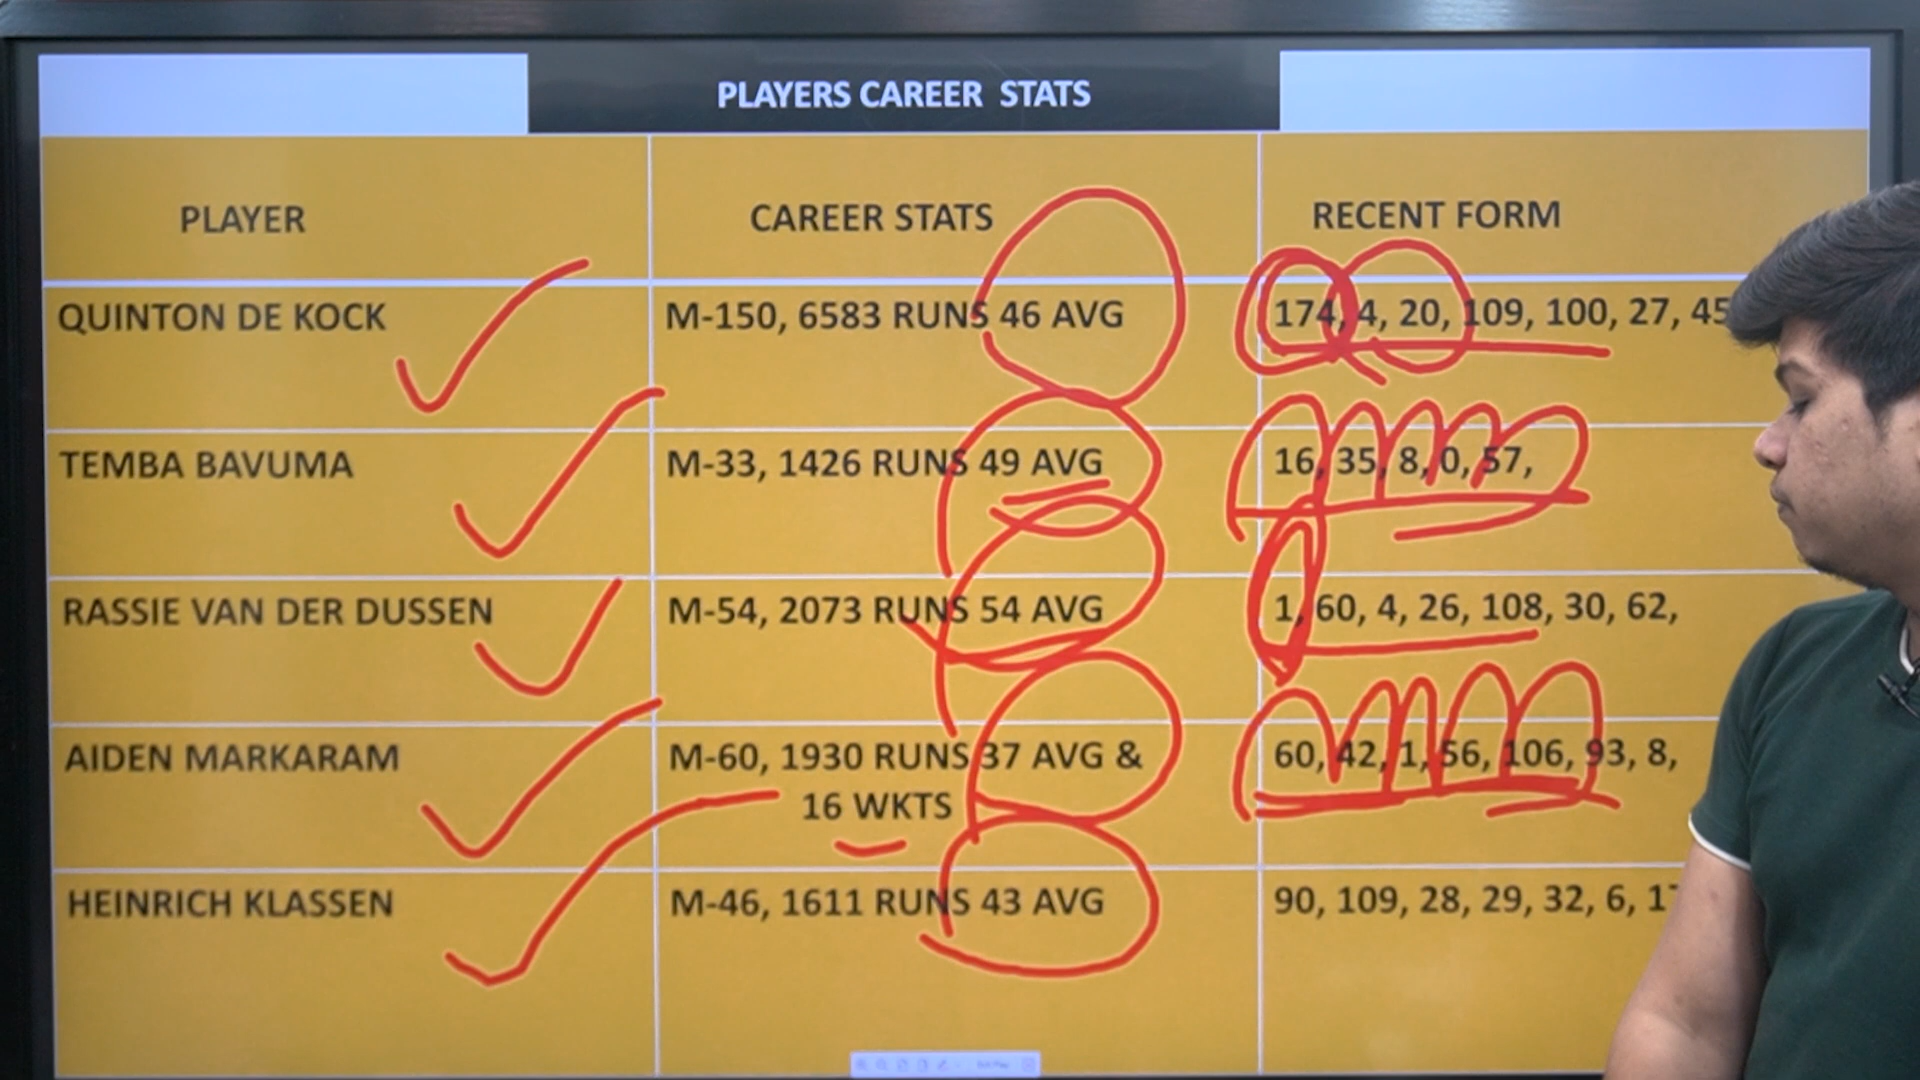 PLAYERS CAREER STATS
PLAYER CAREER STATS RECENT FORM
QUINTON DE KOCK M-150, 6583 RUNS 46 AVG 174, 4, 20, 109, 100, 27, 45
TEMBA BAVUMA M-33, 1426 RUNS 49 AVG 16, 35, 8, 0, 57,
RASSIE VAN DER DUSSEN M-54, 2073 RUNS 54 AVG 1, 60, 4, 26, 108, 30, 62,
AIDEN MARKARAM M-60, 1930 RUNS 37 AVG & 60, 42, 1, 56, 106, 93, 8,
16 WKTS
HEINRICH KLASSEN M-46, 1611 RUNS 43 AVG 90, 109, 28, 29, 32, 6,